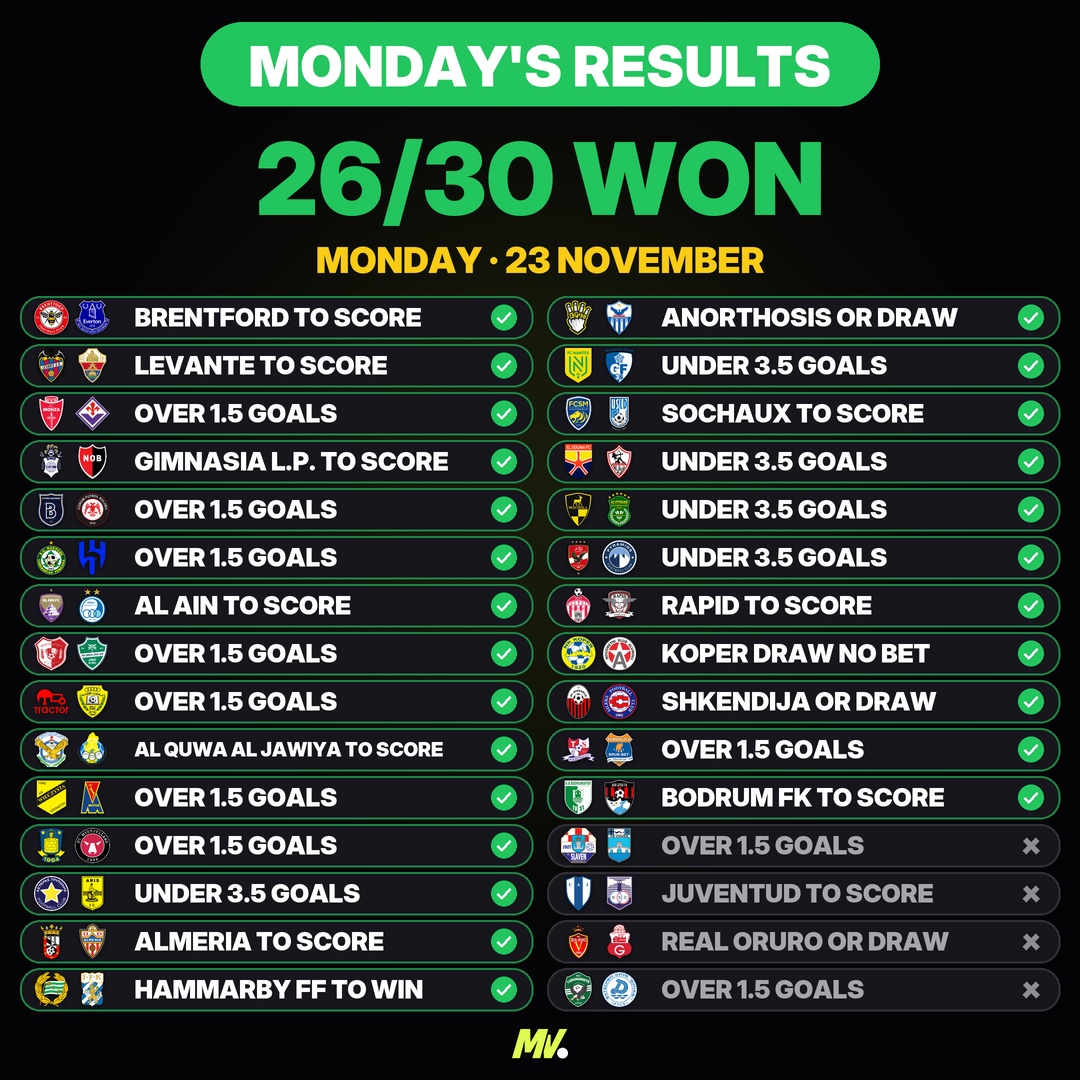 MONDAY'S RESULTS
26/30 WON
MONDAY · 23 NOVEMBER
BRENTFORD TO SCORE
LEVANTE TO SCORE
OVER 1.5 GOALS
GIMNASIA L.P. TO SCORE
OVER 1.5 GOALS
OVER 1.5 GOALS
AL AIN TO SCORE
OVER 1.5 GOALS
OVER 1.5 GOALS
AL QUWA AL JAWIYA TO SCORE
OVER 1.5 GOALS
OVER 1.5 GOALS
UNDER 3.5 GOALS
ALMERIA TO SCORE
HAMMARBY FF TO WIN
ANORTHOSIS OR DRAW
UNDER 3.5 GOALS
SOCHAUX TO SCORE
UNDER 3.5 GOALS
UNDER 3.5 GOALS
UNDER 3.5 GOALS
RAPID TO SCORE
KOPER DRAW NO BET
SHKENDIJA OR DRAW
OVER 1.5 GOALS
BODRUM FK TO SCORE
OVER 1.5 GOALS
JUVENTUD TO SCORE
REAL ORURO OR DRAW
OVER 1.5 GOALS
MV.